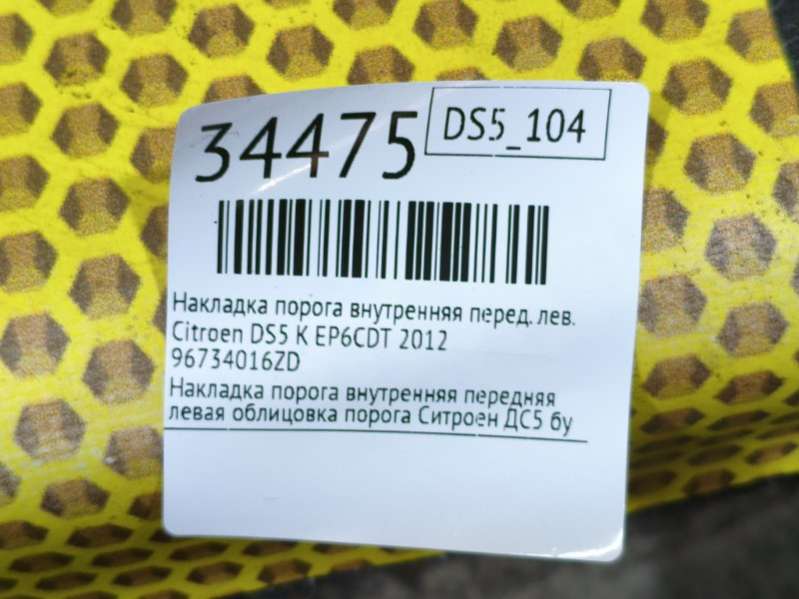 34475
DS5_104
Накладка порога внутренняя перед. лев.
Citroen DS5 K EP6CDT 2012
96734016ZD
Накладка порога внутренняя передняя
левая облицовка порога Ситроен ДС5 бу